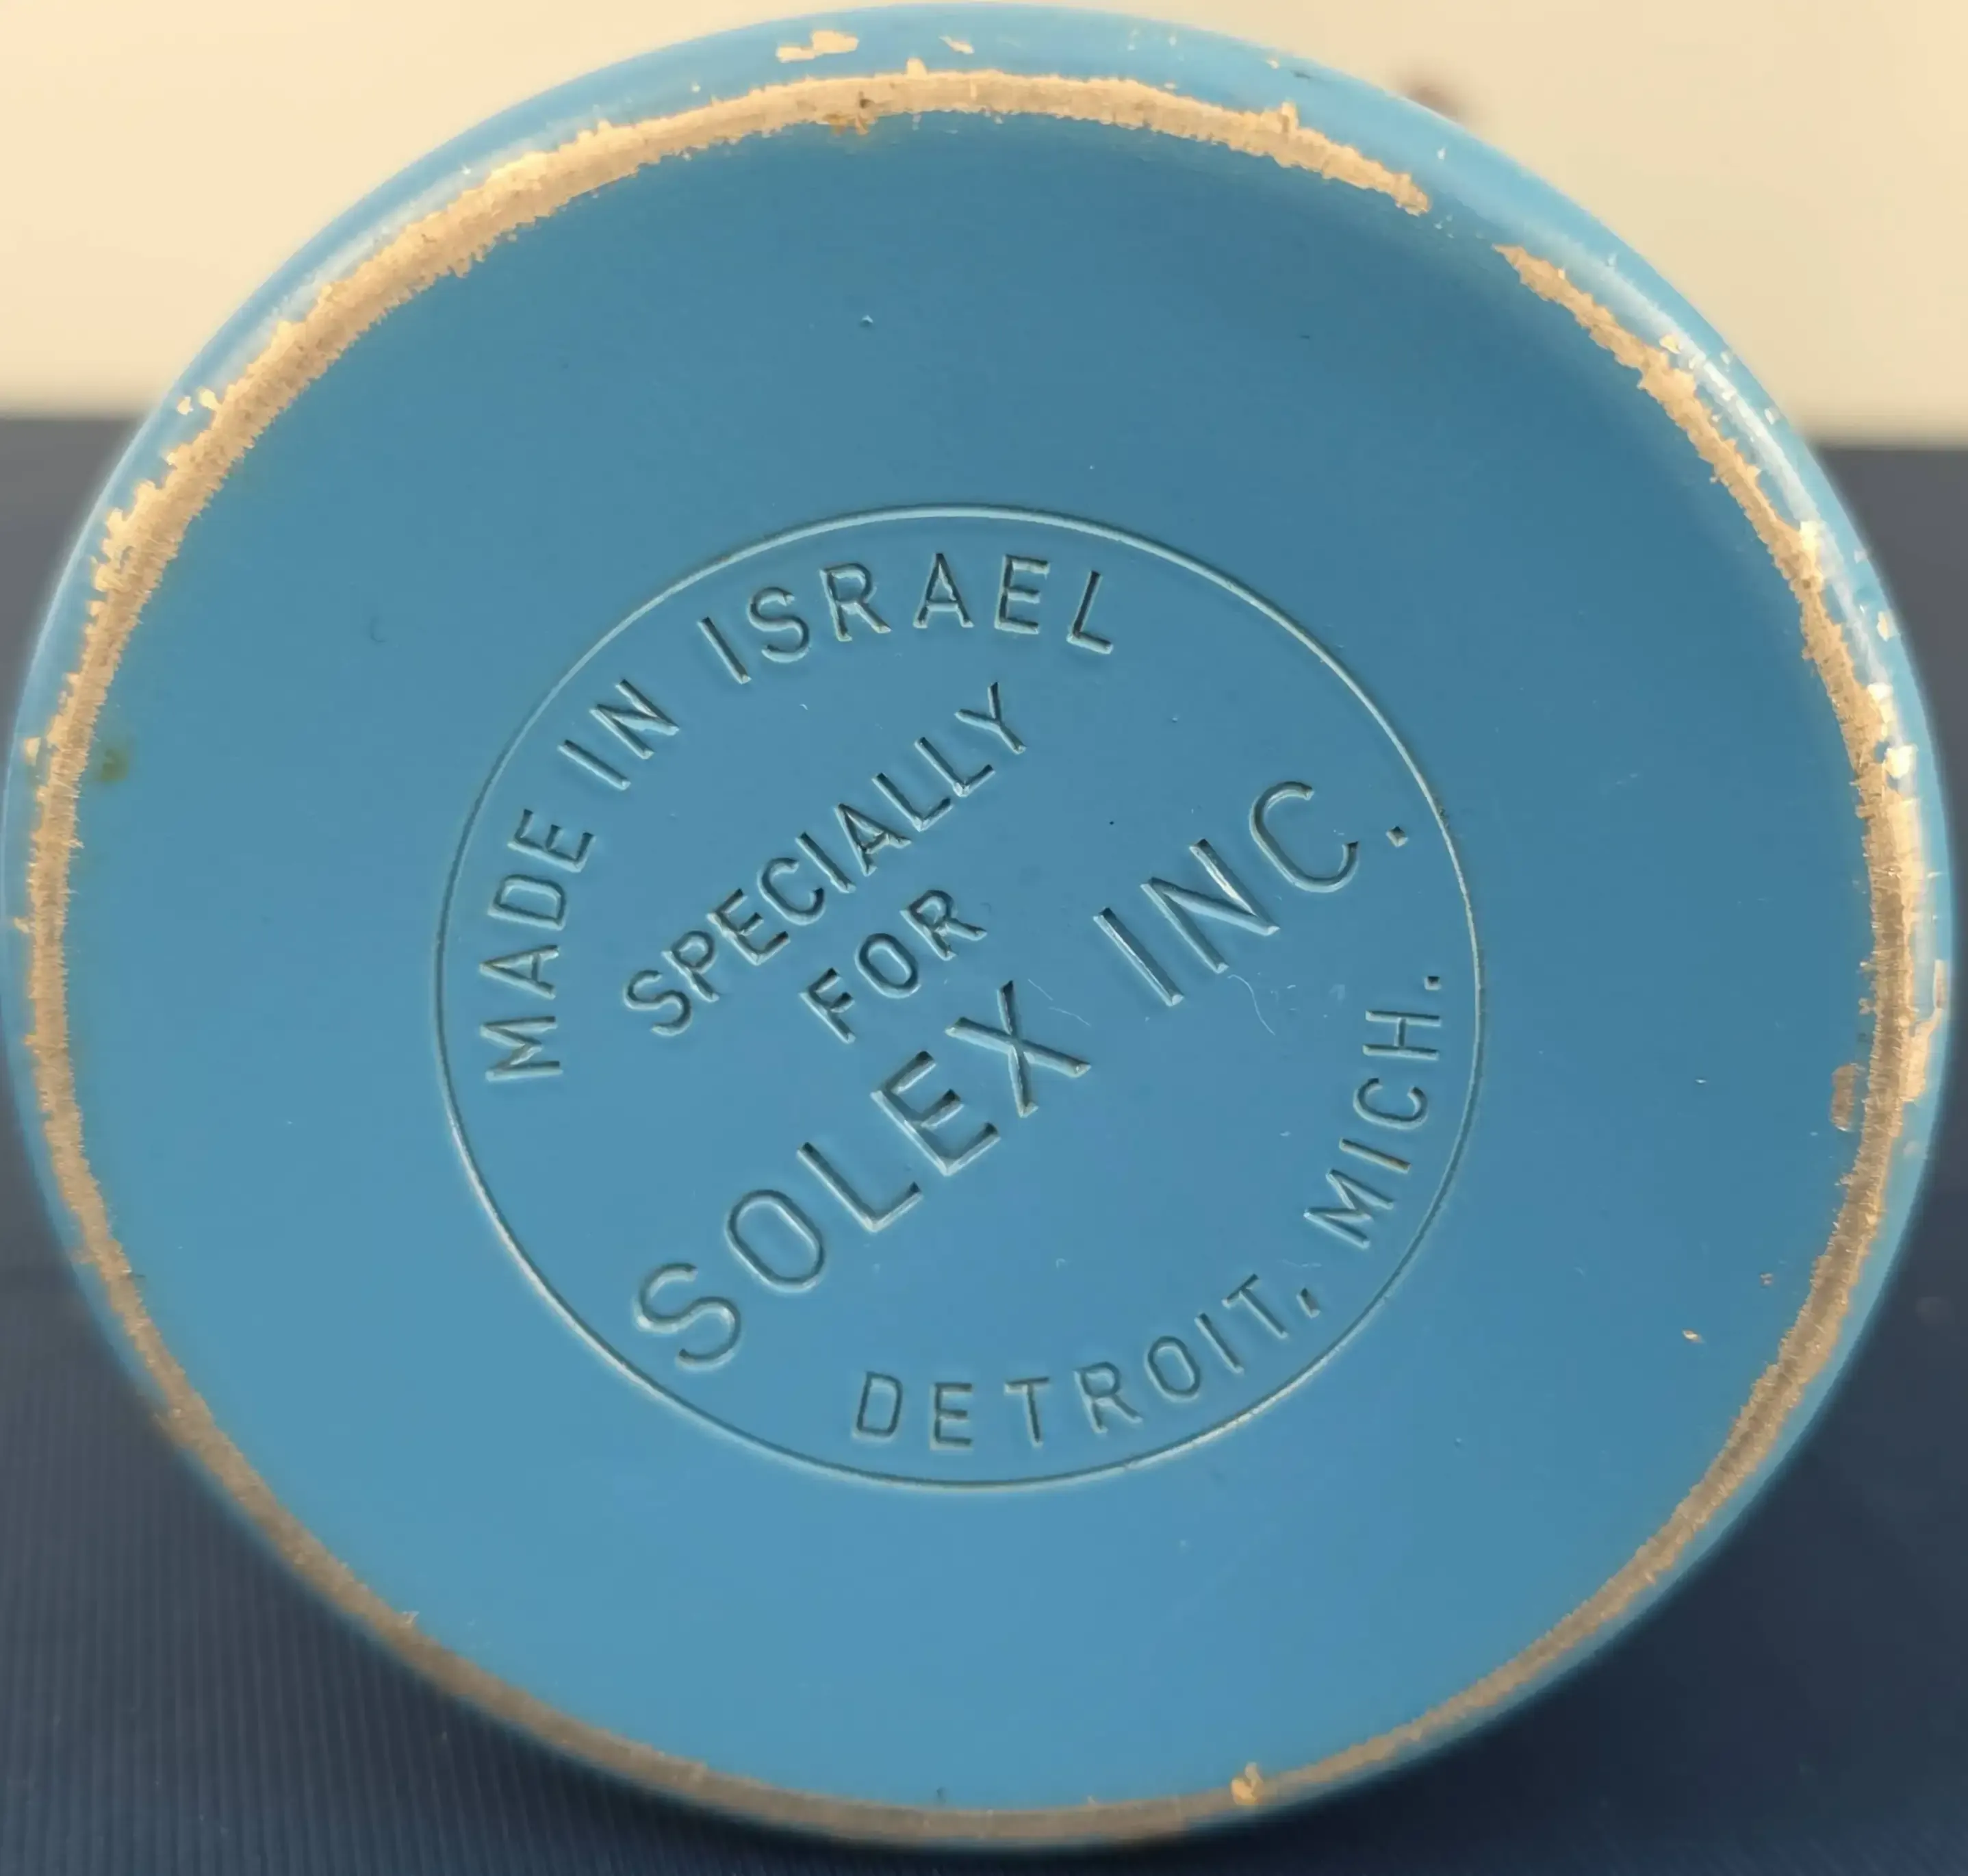 MADE IN ISRAEL
SPECIALLY
FOR
SOLEX INC.
DETROIT, MICH.